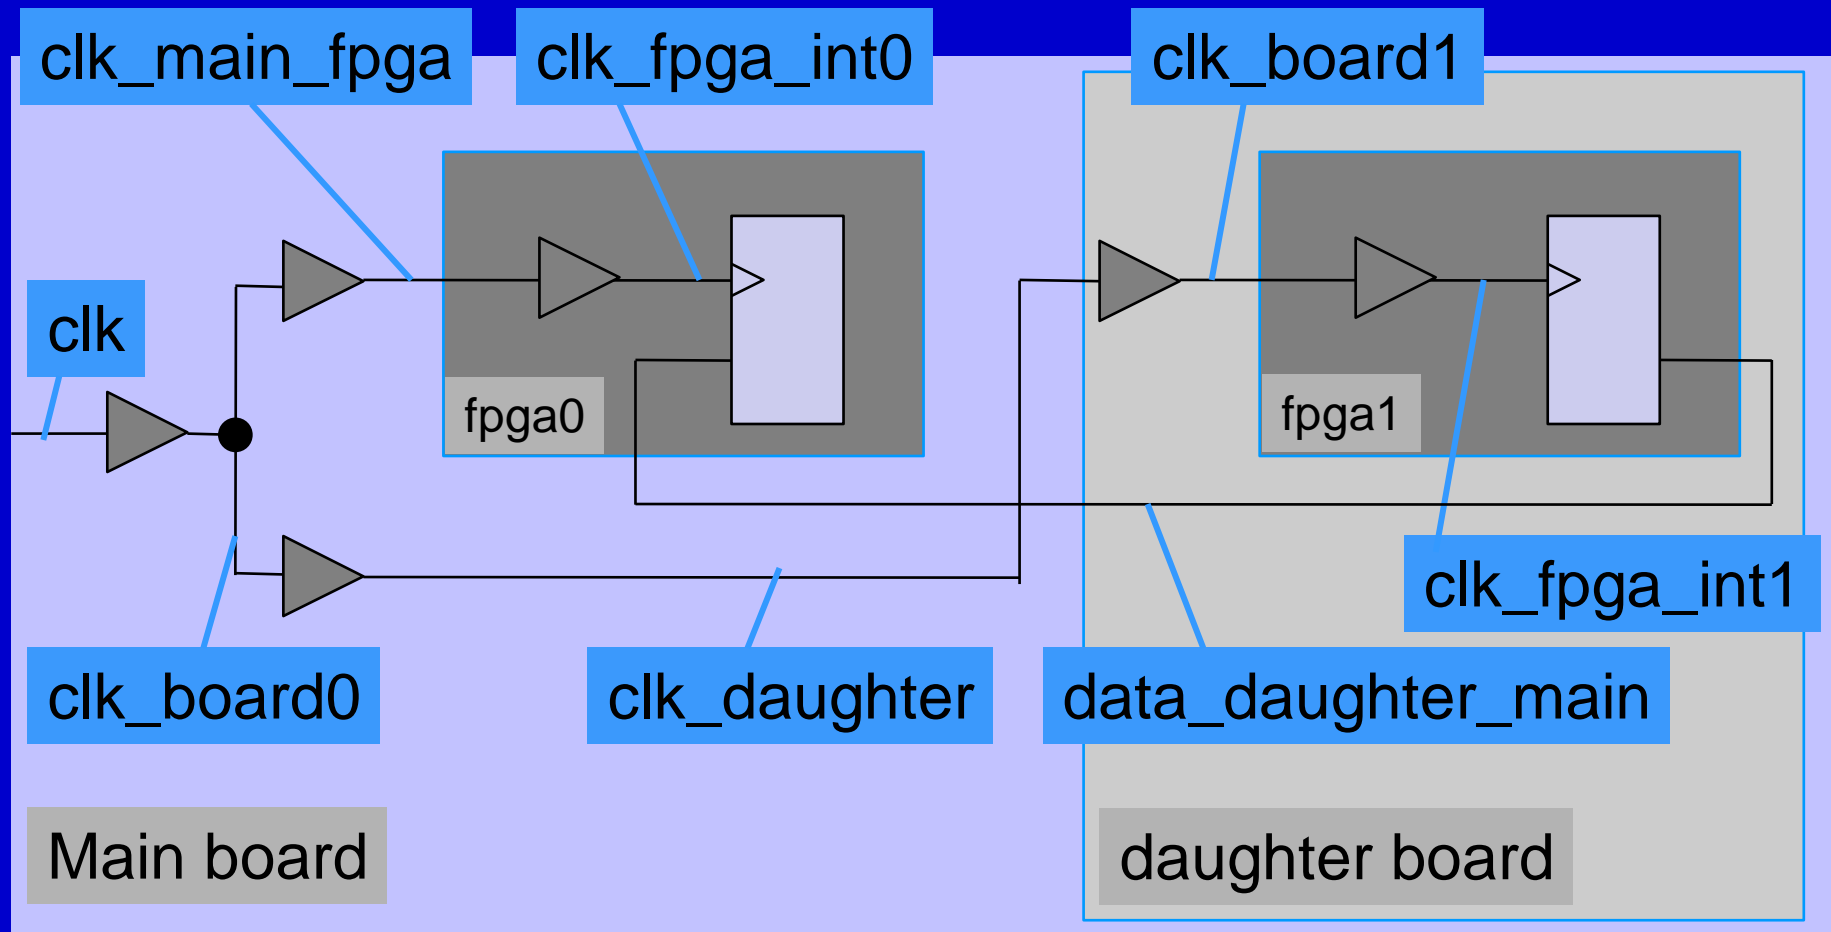 clk_main_fpga
clk_fpga_int0
clk_board1
clk
fpga0
fpga1
clk_fpga_int1
clk_board0
clk_daughter
data_daughter_main
Main board
daughter board